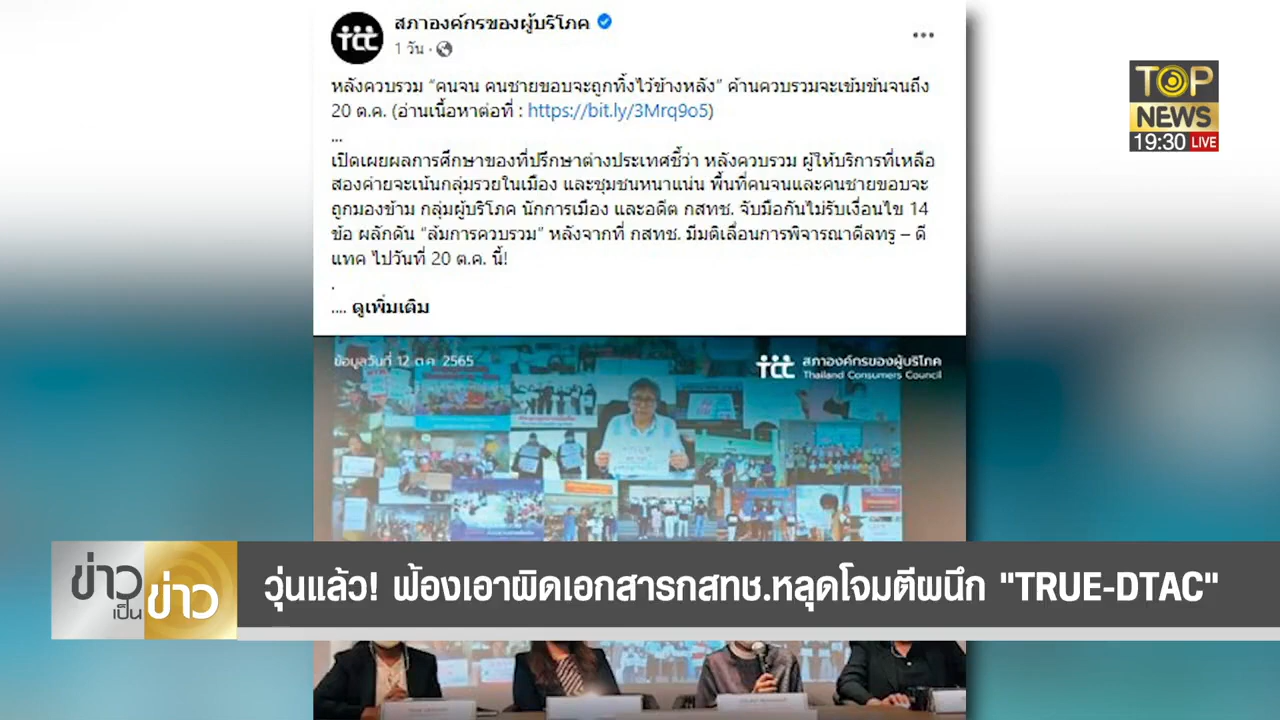 สภาองค์กรของผู้บริโภค
1 วัน ·
หลังควบรวม “คนจน คนชายขอบจะถูกทิ้งไว้ข้างหลัง” ค้านควบรวมจะเข้มข้นจนถึง
20 ต.ค. (อ่านเนื้อหาต่อที่ : https://bit.ly/3Mrq9o5)
...
เปิดเผยผลการศึกษาของที่ปรึกษาต่างประเทศชี้ว่า หลังควบรวม ผู้ให้บริการที่เหลือ
สองค่ายจะเน้นกลุ่มรวยในเมือง และชุมชนหนาแน่น พื้นที่คนจนและคนชายขอบจะ
ถูกมองข้าม กลุ่มผู้บริโภค นักการเมือง และอดีต กสทช. จับมือกันไม่รับเงื่อนไข 14
ข้อ ผลักดัน “ล้มการควบรวม” หลังจากที่ กสทช. มีมติเลื่อนการพิจารณาดีลทรู – ดี
แทค ไปวันที่ 20 ต.ค. นี้!
.
.... ดูเพิ่มเติม
TOP
NEWS
19:30 LIVE
ข้อมูลวันที่ 12 ต.ค. 2565
tcc สภาองค์กรของผู้บริโภค
Thailand Consumers Council
ข่าว
เป็น
ข่าว
วุ่นแล้ว! ฟ้องเอาผิดเอกสารกสทช.หลุดโจมตีผนึก "TRUE-DTAC"